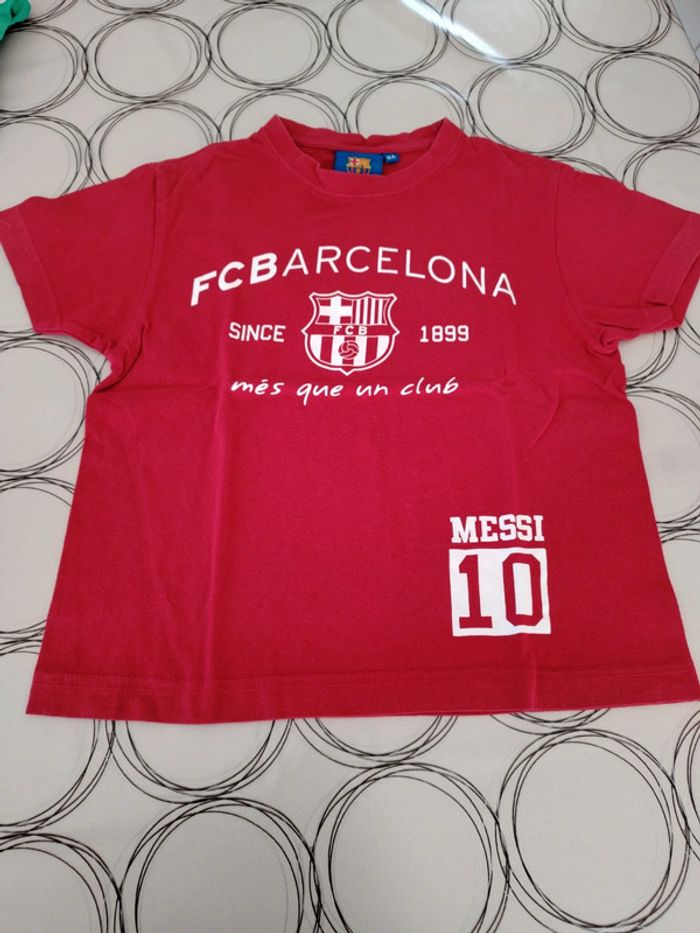 FCBARCELONA
SINCE 1899
FCB
més que un club
MESSI
10